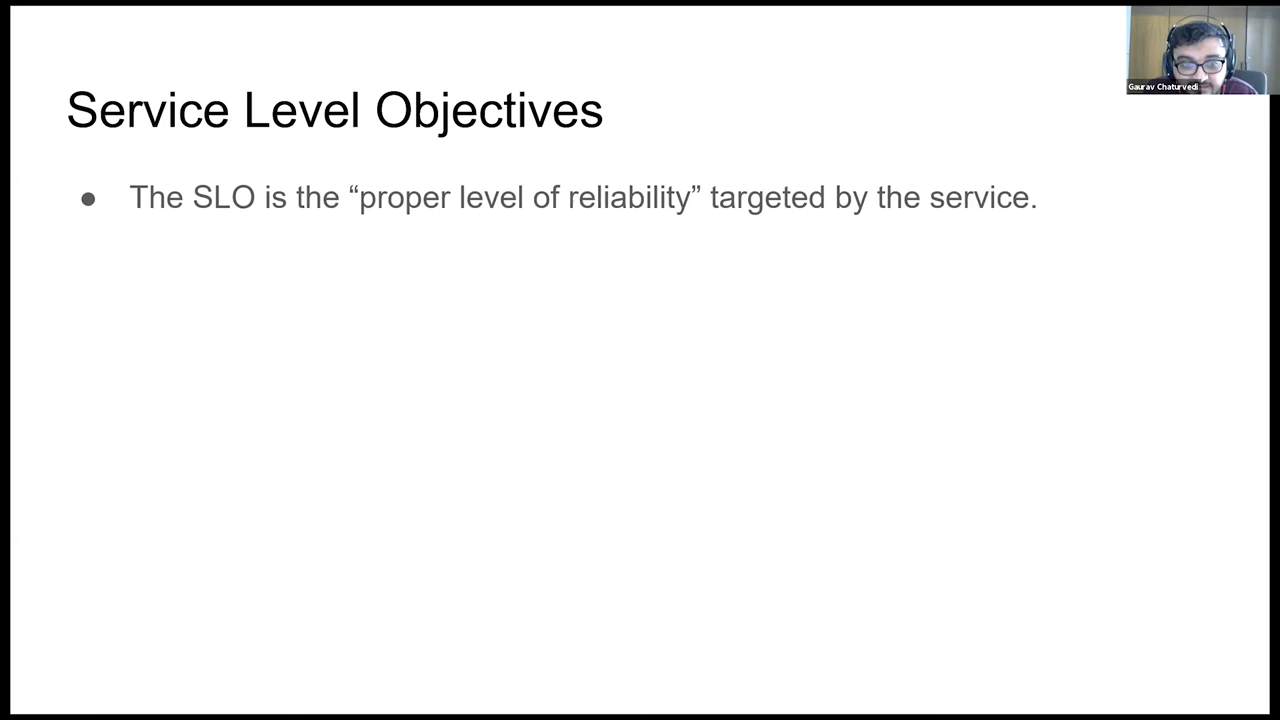 Gaurav Chaturvedi
Service Level Objectives
● The SLO is the “proper level of reliability” targeted by the service.